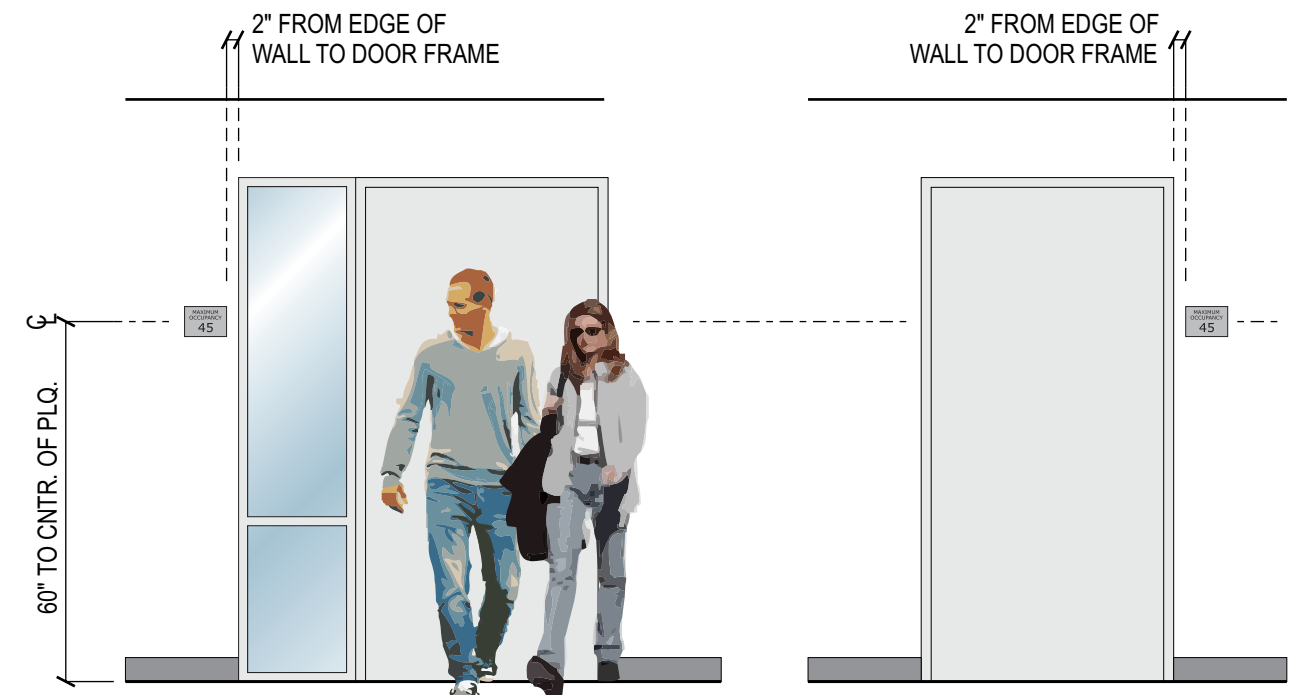 2" FROM EDGE OF
WALL TO DOOR FRAME
2" FROM EDGE OF
WALL TO DOOR FRAME
℄
60" TO CNTR. OF PLQ.
MAXIMUM
OCCUPANCY
45
MAXIMUM
OCCUPANCY
45